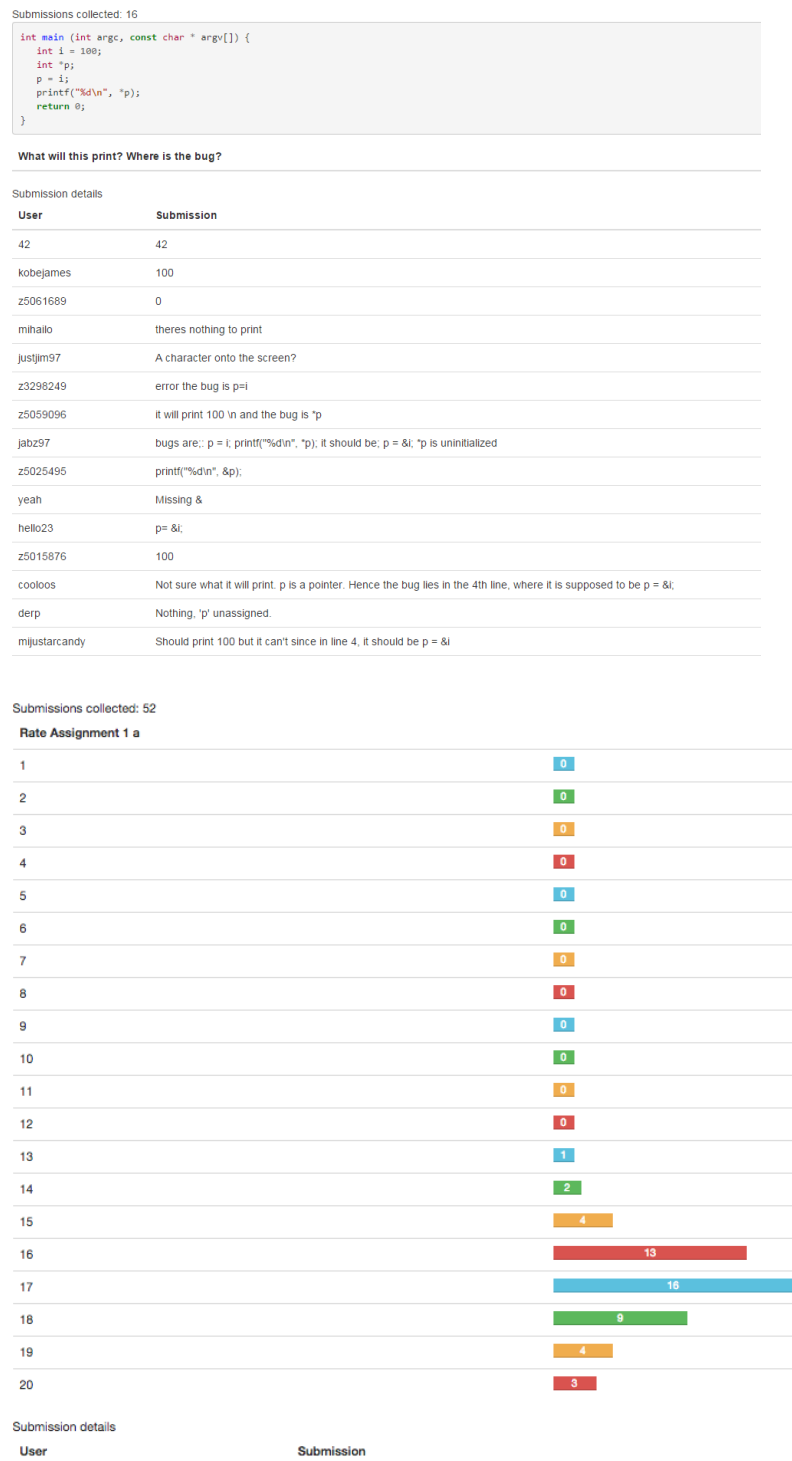 Submissions collected: 16
int main (int argc, const char * argv[]) {
int i = 100;
int *p;
p = i;
printf("%d\n", *p);
return 0;
}
What will this print? Where is the bug?
Submission details
User Submission
42 42
kobejames 100
z5061689 0
mihailo theres nothing to print
justjim97 A character onto the screen?
z3298249 error the bug is p=i
z5059096 it will print 100 \n and the bug is *p
jabz97 bugs are;: p = i; printf("%d\n", *p); it should be; p = &i; *p is uninitialized
z5025495 printf("%d\n", &p);
yeah Missing &
hello23 p= &i;
z5015876 100
cooloos Not sure what it will print. p is a pointer. Hence the bug lies in the 4th line, where it is supposed to be p = &i;
derp Nothing, 'p' unassigned.
mijustarcandy Should print 100 but it can't since in line 4, it should be p = &i
Submissions collected: 52
Rate Assignment 1 a
1 0
2 0
3 0
4 0
5 0
6 0
7 0
8 0
9 0
10 0
11 0
12 0
13 1
14 2
15 4
16 13
17 16
18 9
19 4
20 3
Submission details
User Submission